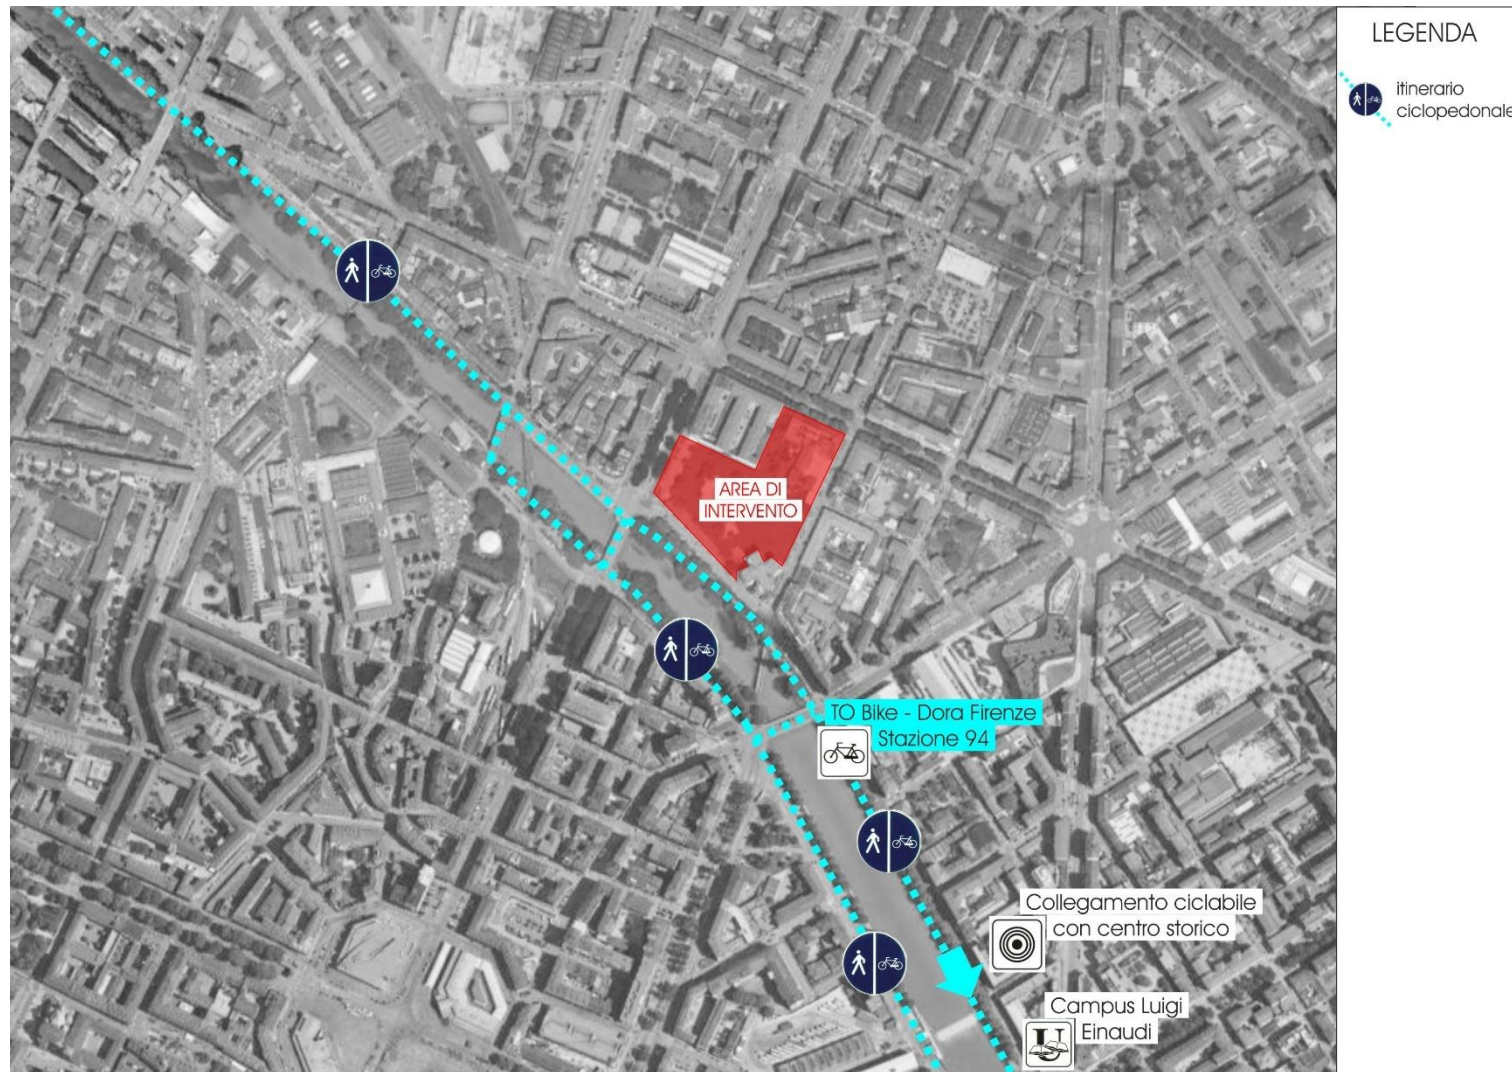 LEGENDA
itinerario
ciclopedonale
AREA DI
INTERVENTO
TO Bike - Dora Firenze
Stazione 94
Collegamento ciclabile
con centro storico
Campus Luigi
Einaudi